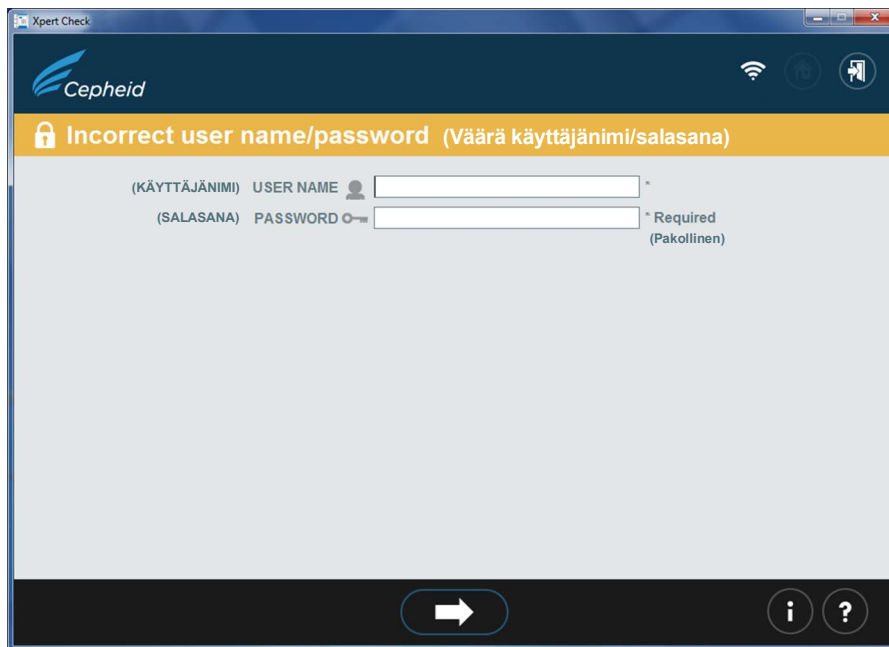 Xpert Check
Cepheid
Incorrect user name/password (Väärä käyttäjänimi/salasana)
(KÄYTTÄJÄNIMI) USER NAME *
(SALASANA) PASSWORD * Required
(Pakollinen)
i ?